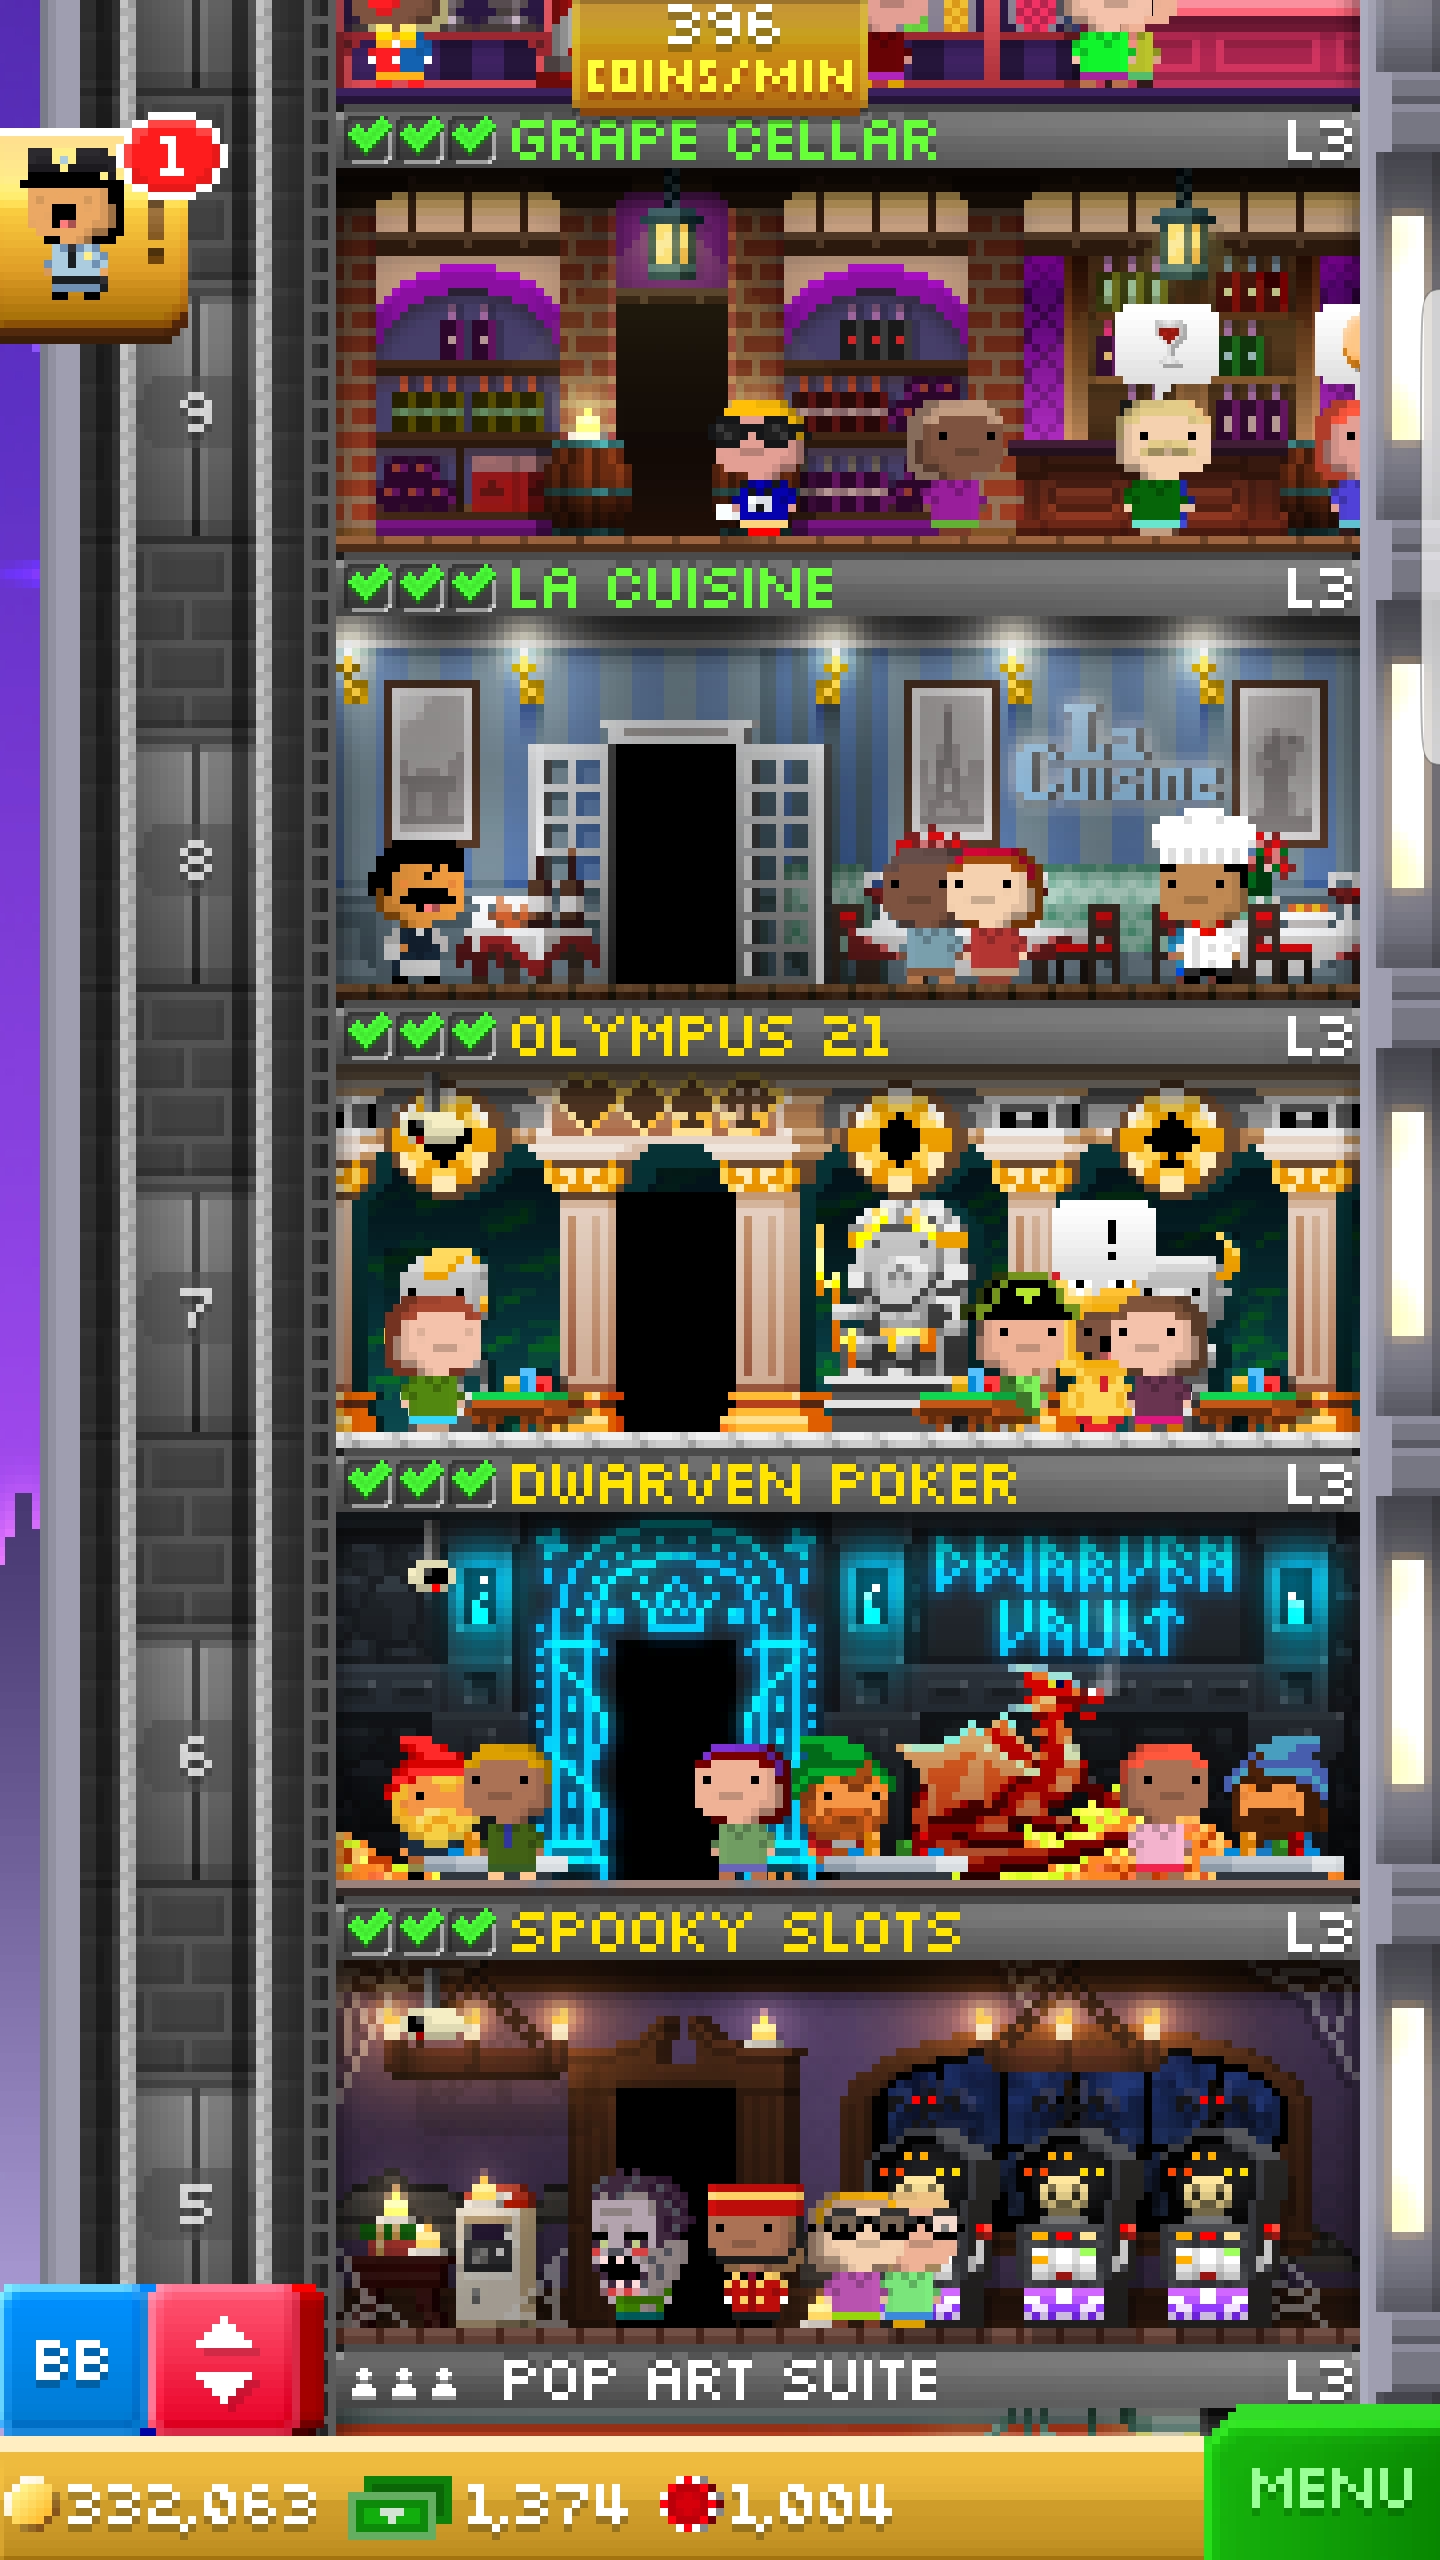 396
COINS/MIN
1
GRAPE CELLAR L3
9
LA CUISINE L3
La
Cuisine
8
OLYMPUS 21 L3
!
7
DWARVEN POKER L3
DWARVEN
VAULT
6
SPOOKY SLOTS L3
5
BB
POP ART SUITE L3
332,063 1,374 1,004
MENU